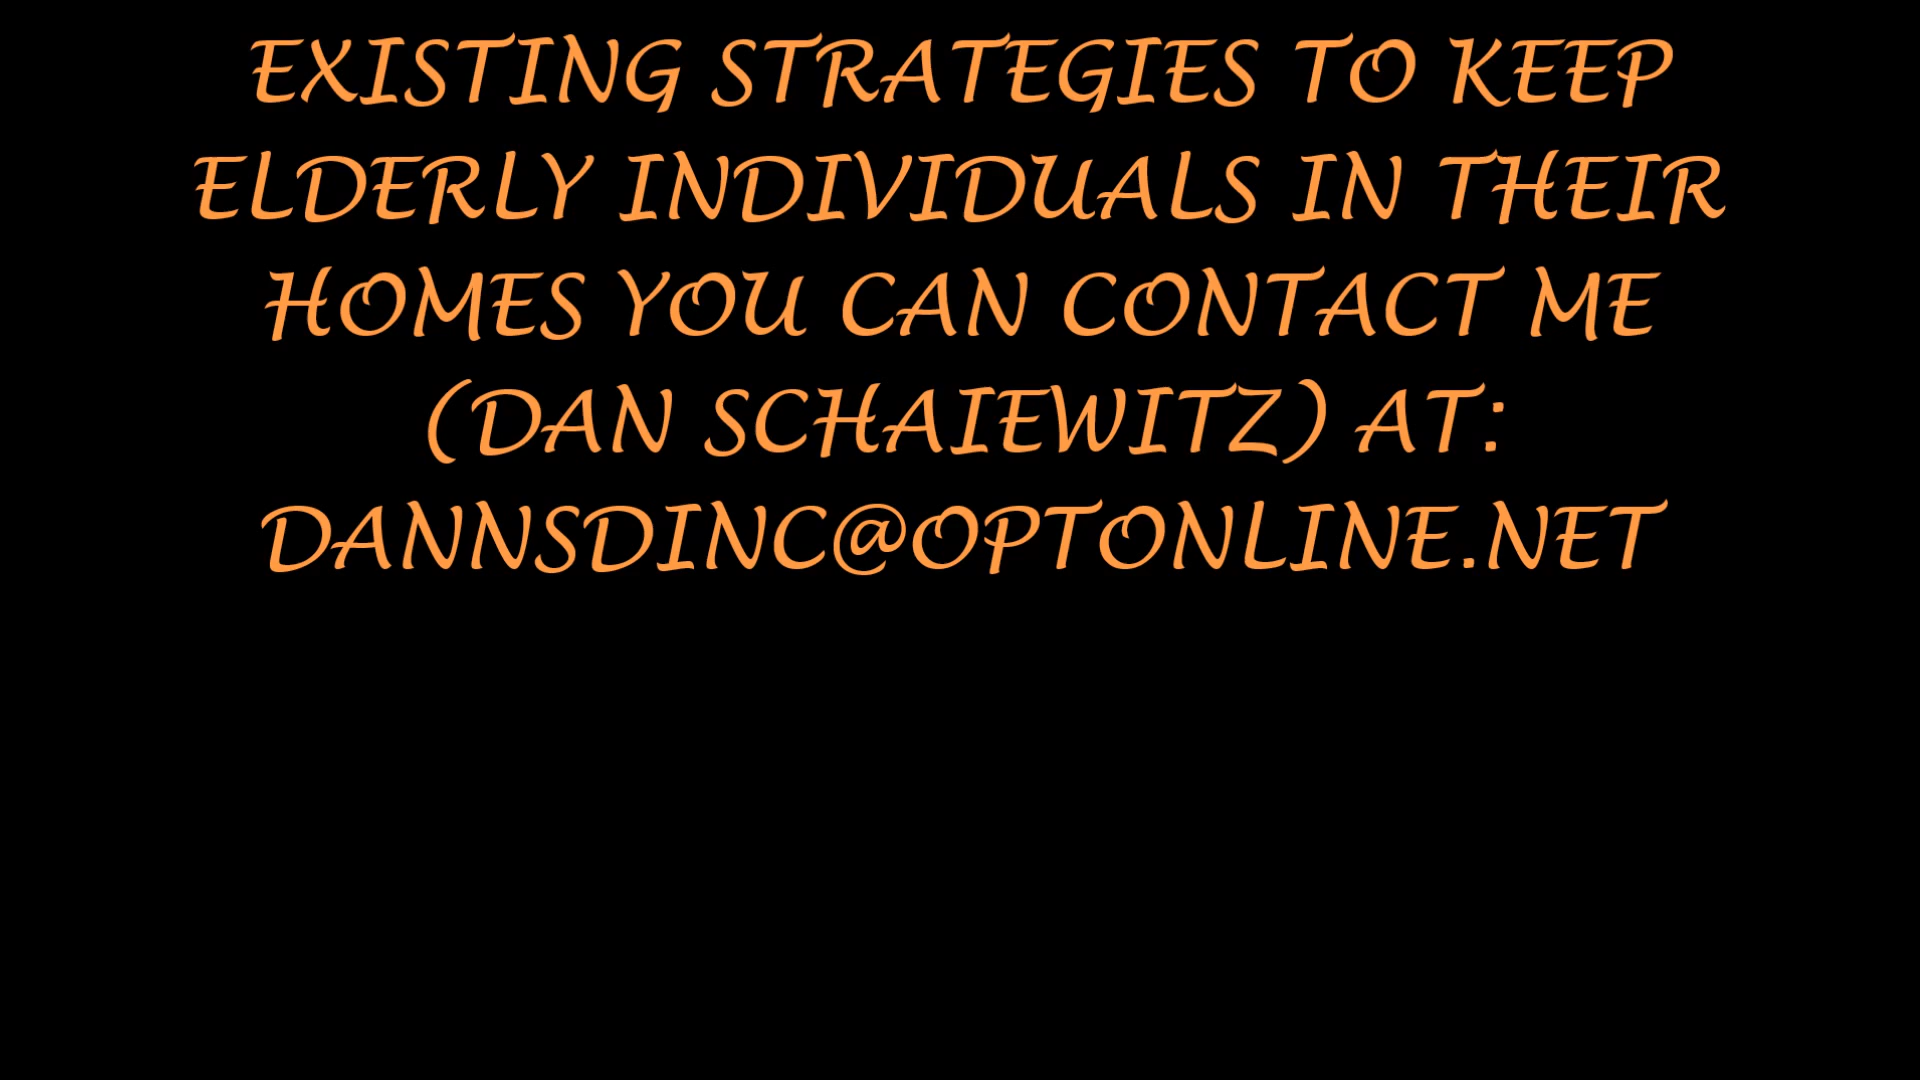 EXISTING STRATEGIES TO KEEP
ELDERLY INDIVIDUALS IN THEIR
HOMES YOU CAN CONTACT ME
(DAN SCHAIEWITZ) AT:
DANNSDINC@OPTONLINE.NET